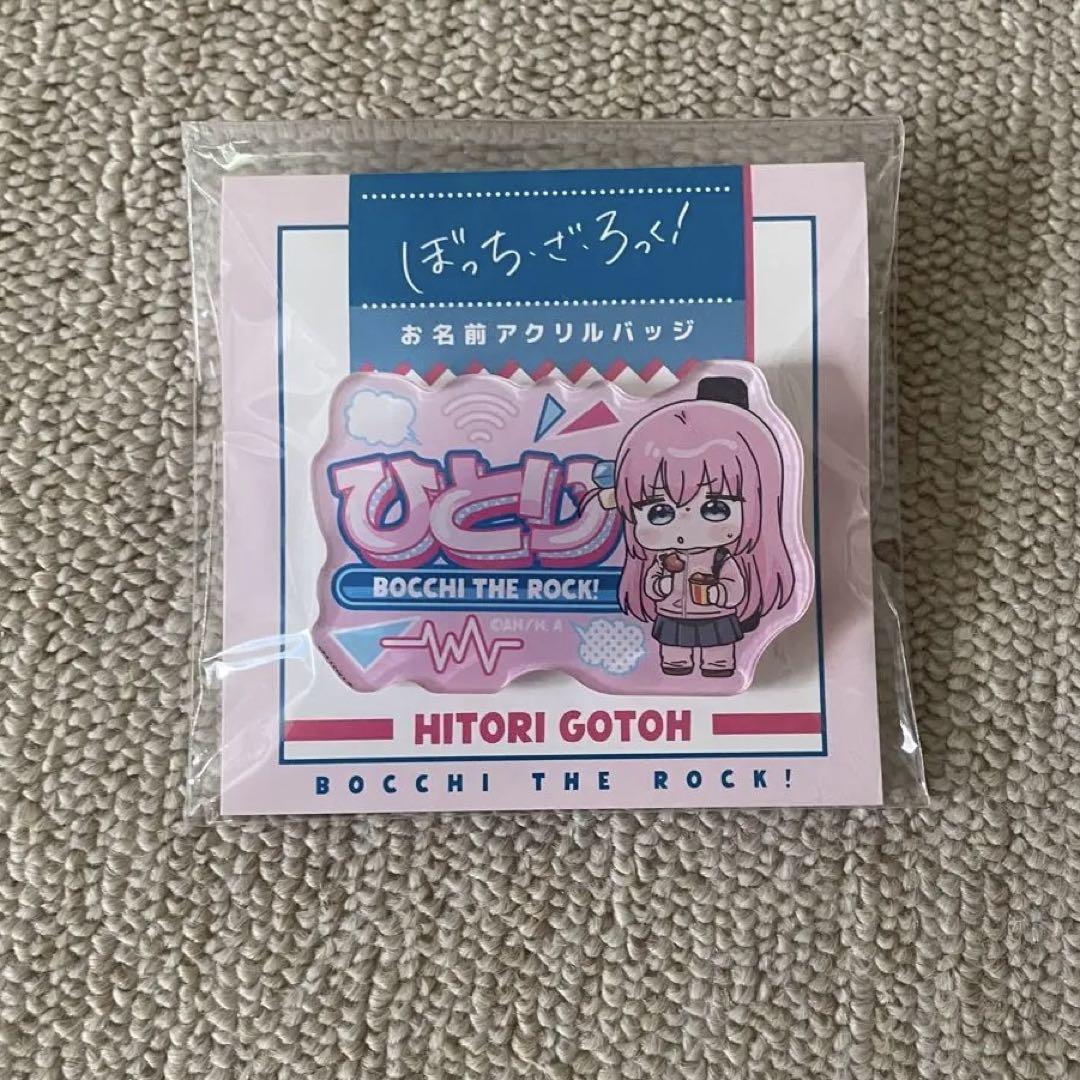 ぼっち・ざ・ろっく!
お名前アクリルバッジ
ひとり
BOCCHI THE ROCK!
©AH/H, A
HITORI GOTOH
BOCCHI THE ROCK!